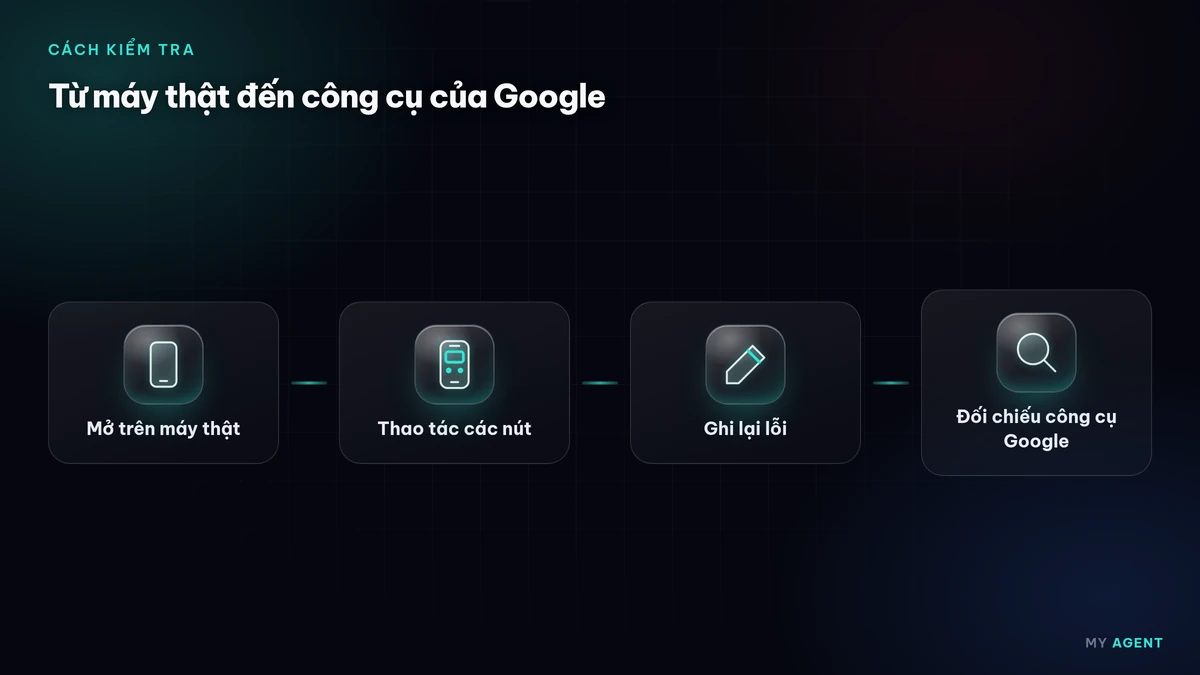 CÁCH KIỂM TRA
Từ máy thật đến công cụ của Google
Mở trên máy thật
Thao tác các nút
Ghi lại lỗi
Đối chiếu công cụ
Google
MY AGENT